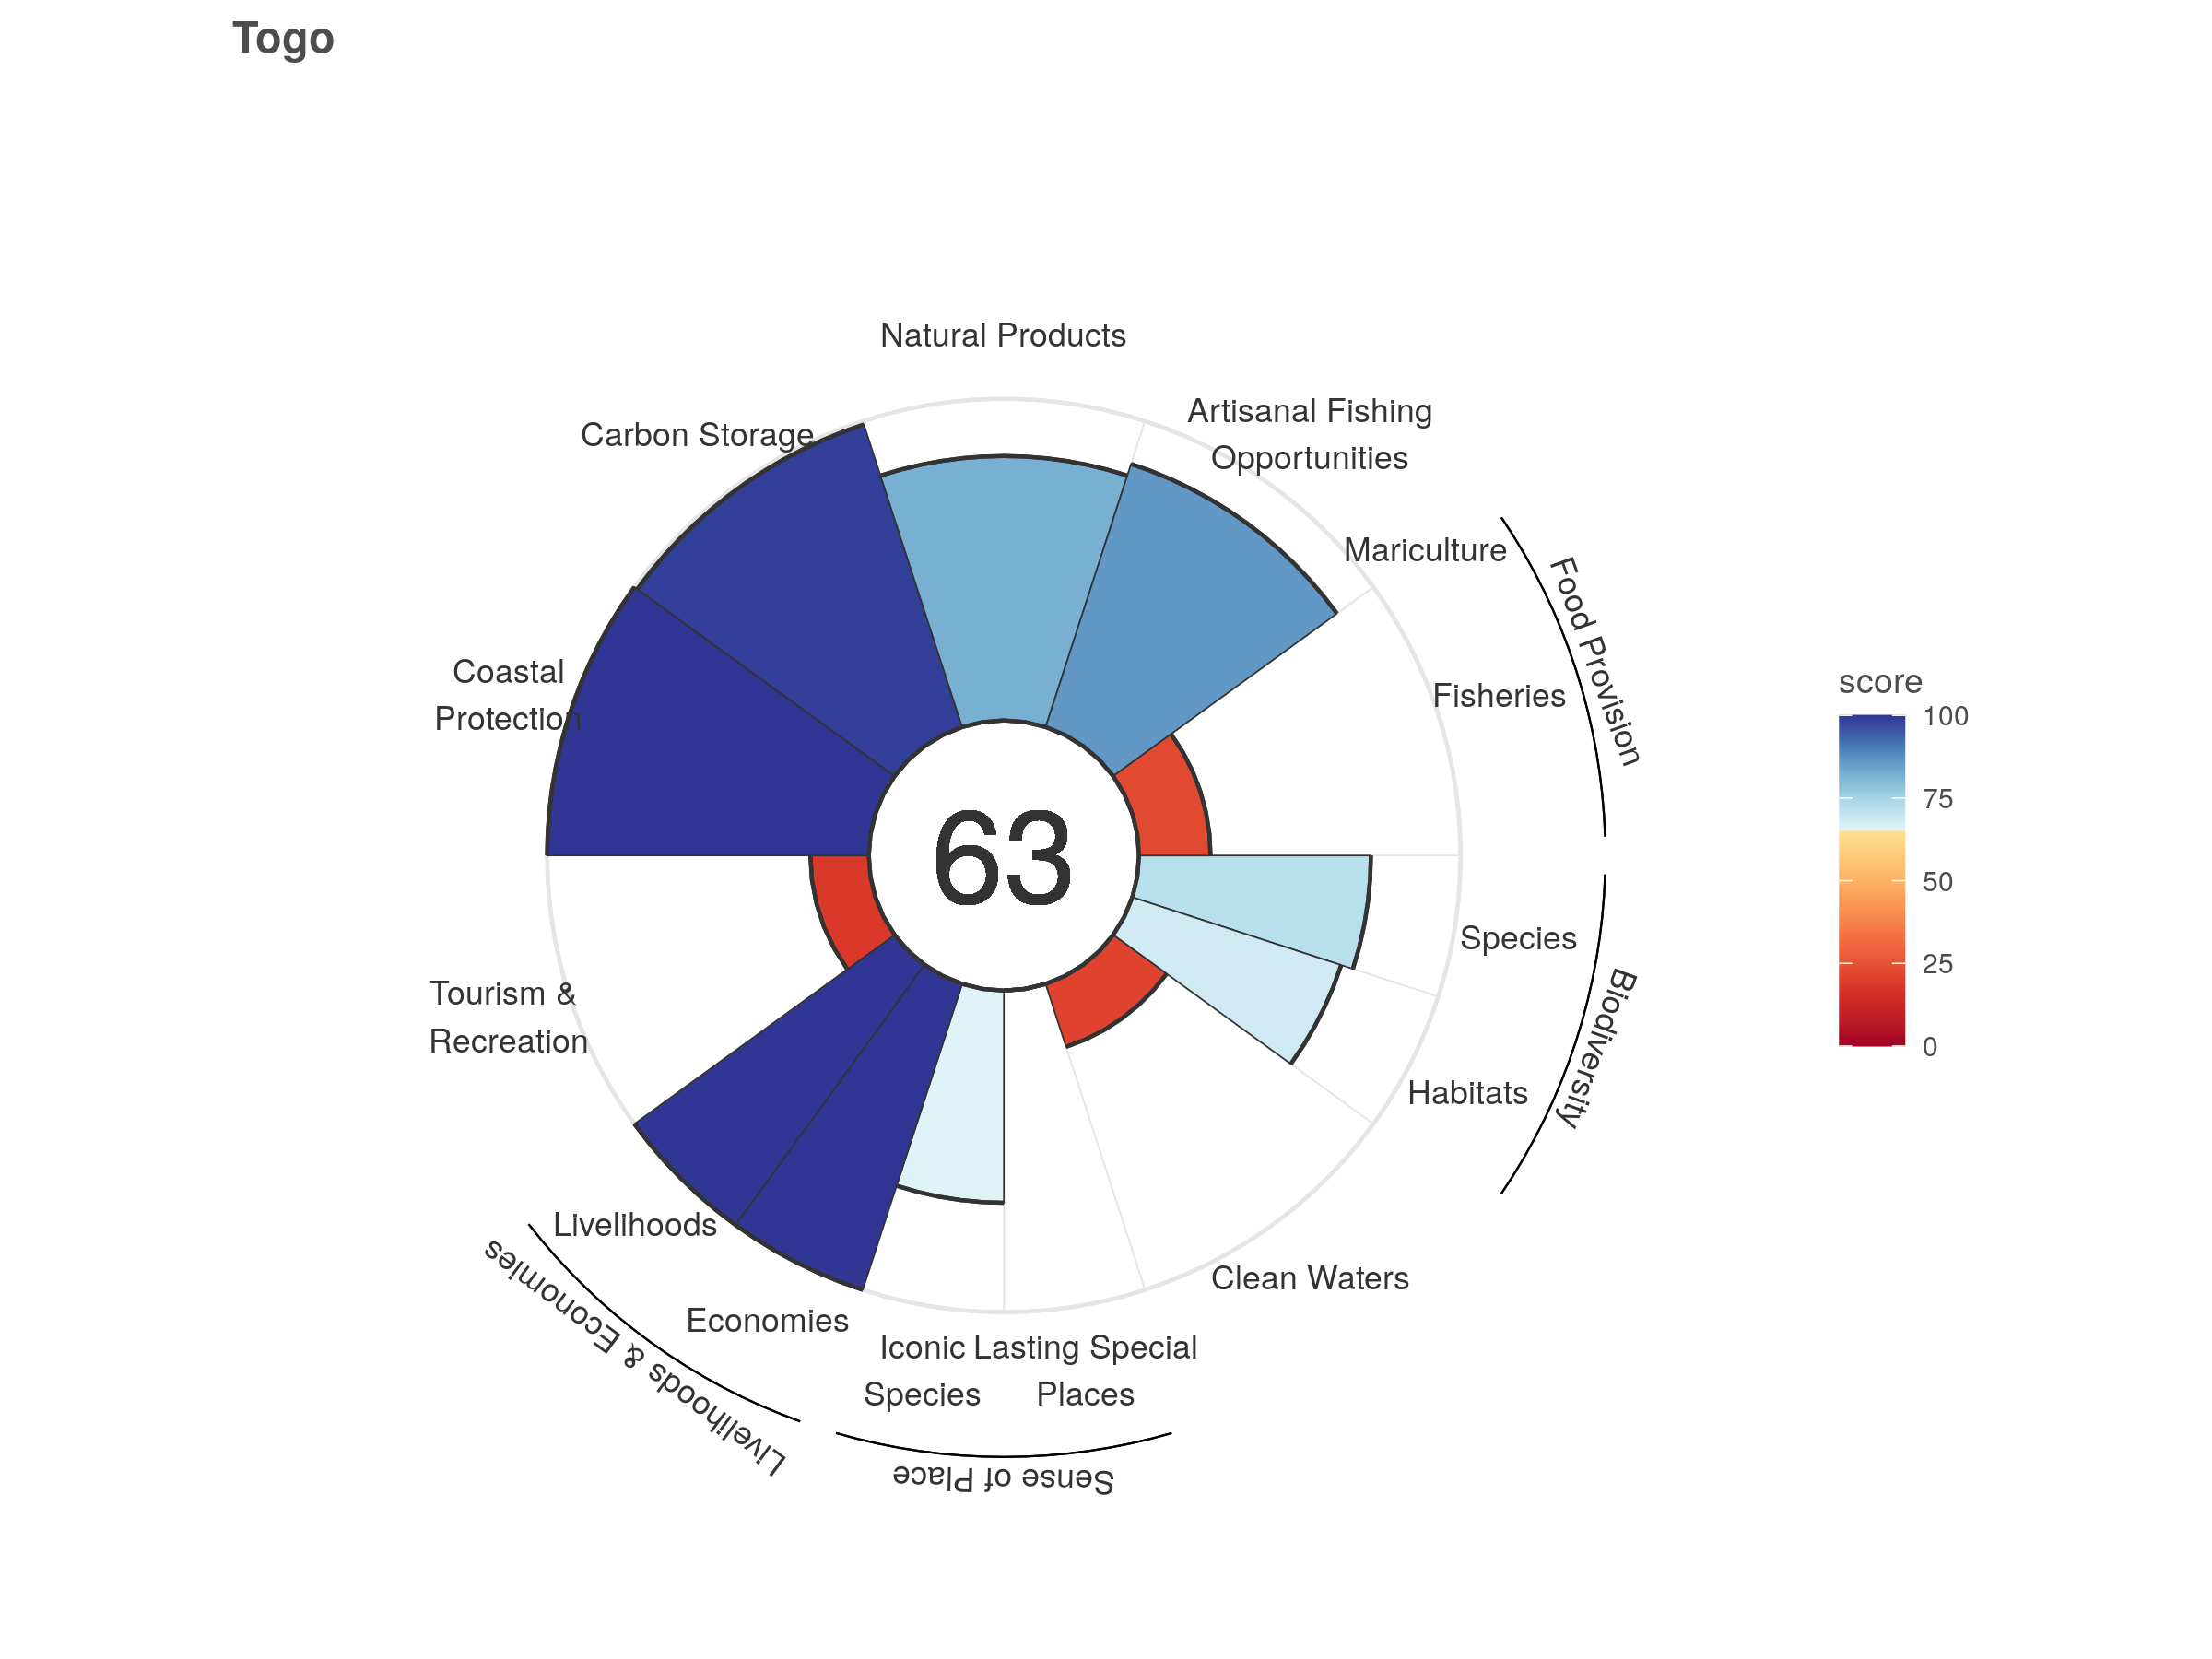 Togo
Natural Products
Artisanal Fishing
Opportunities
Carbon Storage
Mariculture
Food Provision
Fisheries
Coastal
Protection
score
100
75
50
25
0
63
Species
Biodiversity
Tourism &
Recreation
Habitats
Livelihoods
Clean Waters
Livelihoods & Economies
Economies
Iconic
Species
Lasting Special
Places
Sense of Place